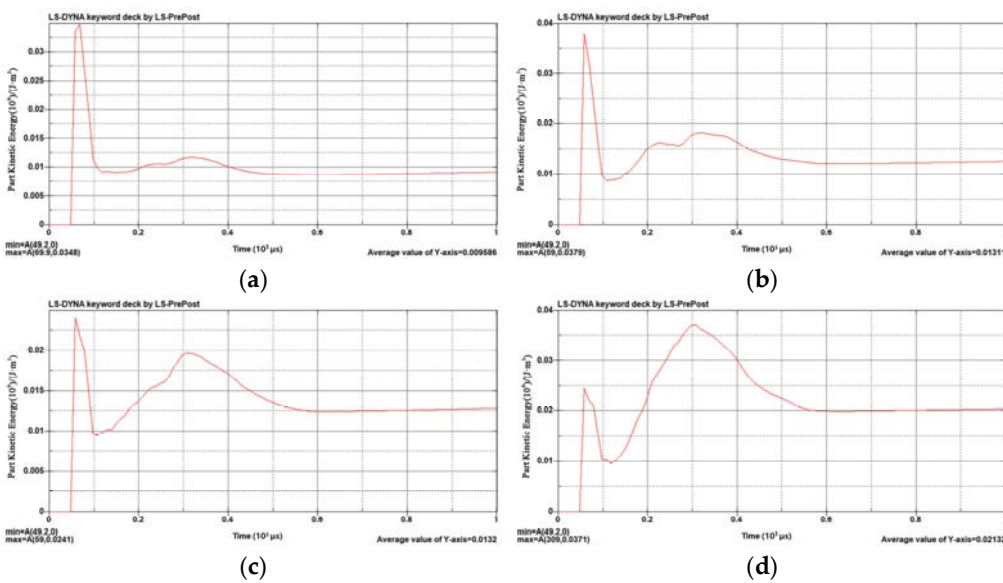 LS-DYNA keyword deck by LS-PrePost
Part Kinetic Energy(10⁶)/(J·m³)
0.03
0.025
0.02
0.015
0.01
0.005
0
0 0.2 0.4 0.6 0.8 1
min=A(49.2,0)
max=A(69.9,0.0348)
Time (10³ μs)
Average value of Y-axis=0.009586
(a)
LS-DYNA keyword deck by LS-PrePost
Part Kinetic Energy(10⁶)/(J·m³)
0.04
0.03
0.02
0.01
0
0 0.2 0.4 0.6 0.8
min=A(49.2,0)
max=A(59,0.0379)
Time (10³ μs)
Average value of Y-axis=0.0131
(b)
LS-DYNA keyword deck by LS-PrePost
Part Kinetic Energy(10⁶)/(J·m³)
0.02
0.015
0.01
0.005
0
0 0.2 0.4 0.6 0.8 1
min=A(49.2,0)
max=A(59,0.0241)
Time (10³ μs)
Average value of Y-axis=0.0132
(c)
LS-DYNA keyword deck by LS-PrePost
Part Kinetic Energy(10⁶)/(J·m³)
0.04
0.03
0.02
0.01
0
0 0.2 0.4 0.6 0.8
min=A(49.2,0)
max=A(309,0.0371)
Time (10³ μs)
Average value of Y-axis=0.02132
(d)